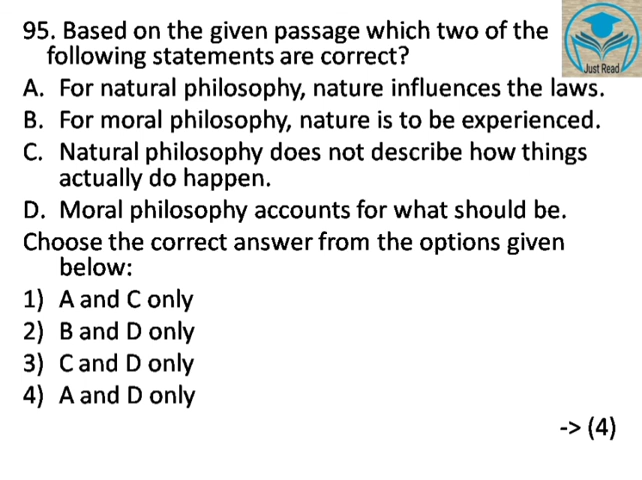 95. Based on the given passage which two of the
following statements are correct?
Just Read
A. For natural philosophy, nature influences the laws.
B. For moral philosophy, nature is to be experienced.
C. Natural philosophy does not describe how things
actually do happen.
D. Moral philosophy accounts for what should be.
Choose the correct answer from the options given
below:
1) A and C only
2) B and D only
3) C and D only
4) A and D only
-> (4)